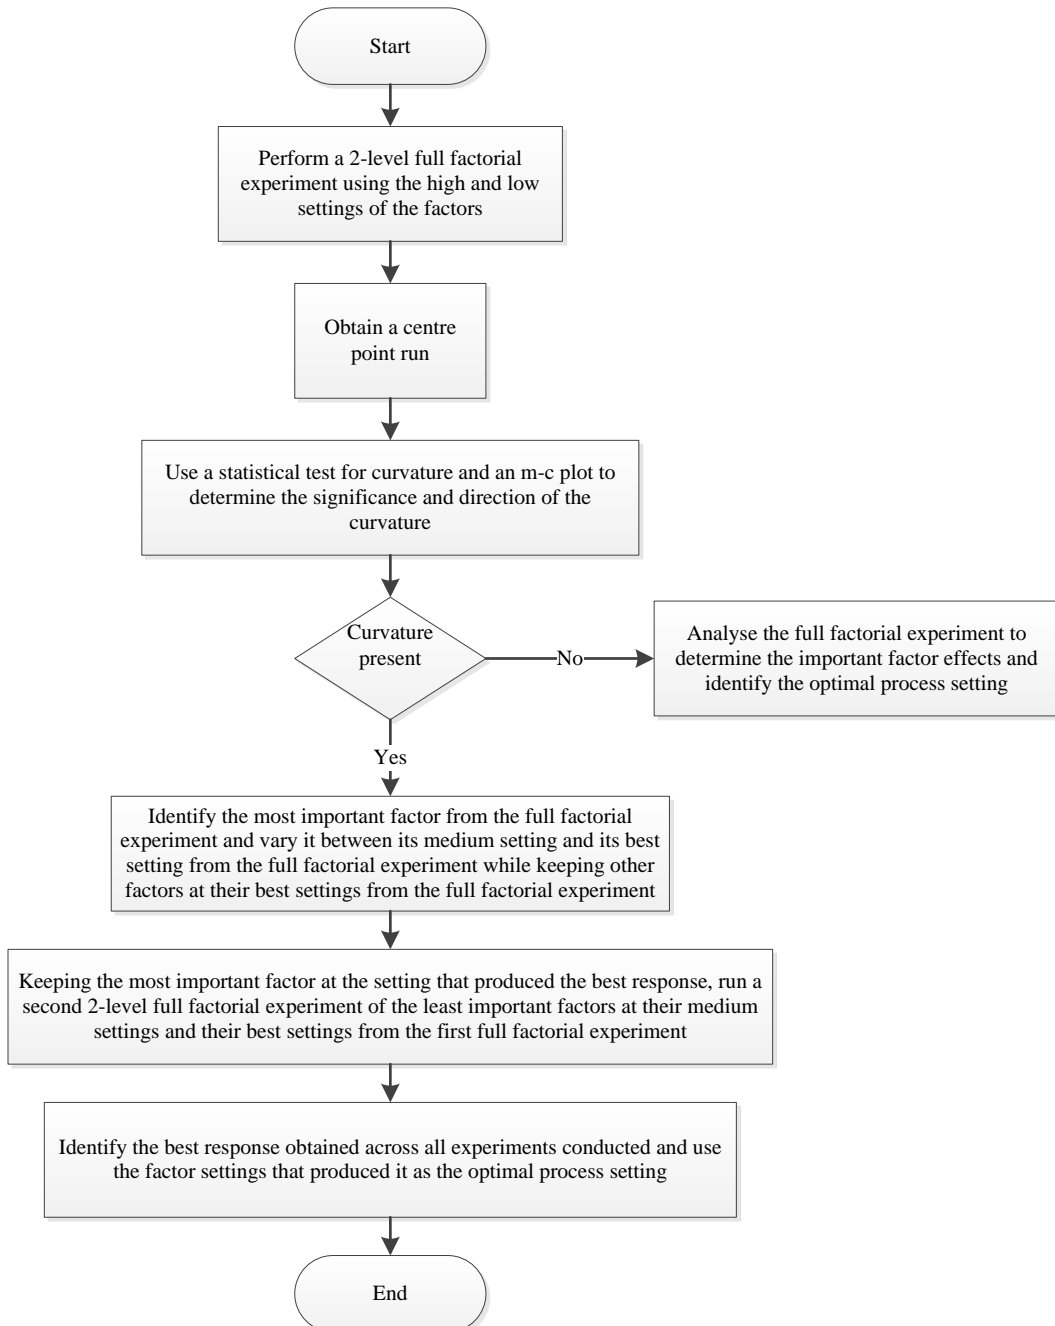 Start
Perform a 2-level full factorial
experiment using the high and low
settings of the factors
Obtain a centre
point run
Use a statistical test for curvature and an m-c plot to
determine the significance and direction of the
curvature
Curvature
present
No
Analyse the full factorial experiment to
determine the important factor effects and
identify the optimal process setting
Yes
Identify the most important factor from the full factorial
experiment and vary it between its medium setting and its best
setting from the full factorial experiment while keeping other
factors at their best settings from the full factorial experiment
Keeping the most important factor at the setting that produced the best response, run a
second 2-level full factorial experiment of the least important factors at their medium
settings and their best settings from the first full factorial experiment
Identify the best response obtained across all experiments conducted and use
the factor settings that produced it as the optimal process setting
End